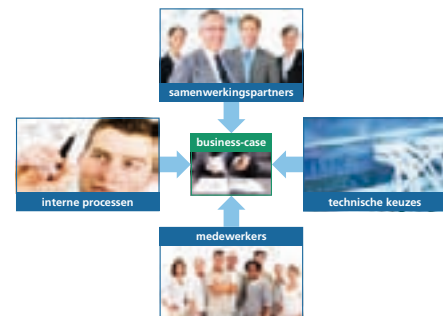 samenwerkingspartners
business-case
interne processen
technische keuzes
medewerkers